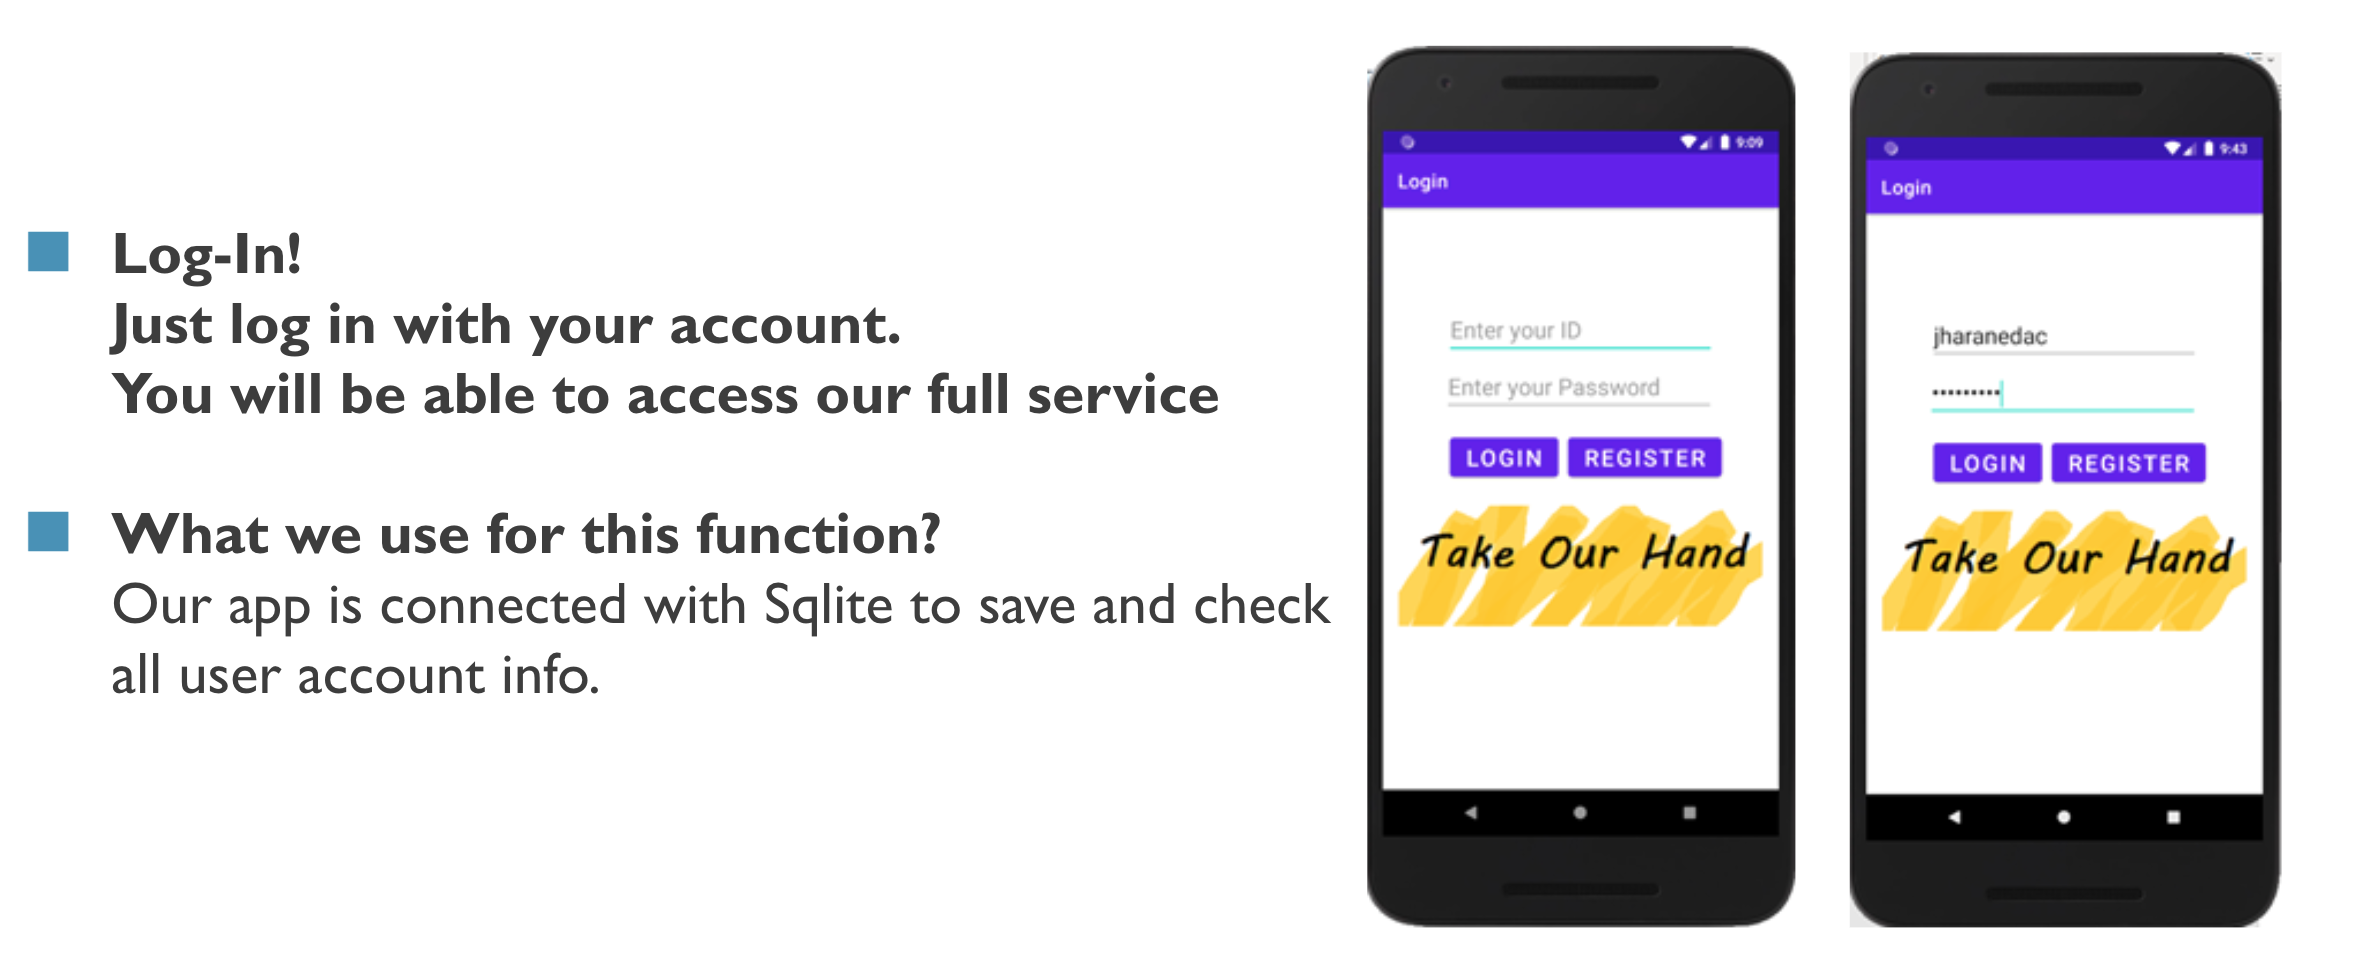 Log-In!
Just log in with your account.
You will be able to access our full service
What we use for this function?
Our app is connected with Sqlite to save and check
all user account info.
9:09
Login
Enter your ID
Enter your Password
LOGIN REGISTER
Take Our Hand
9:43
Login
jharanedac
•••••••••
LOGIN REGISTER
Take Our Hand